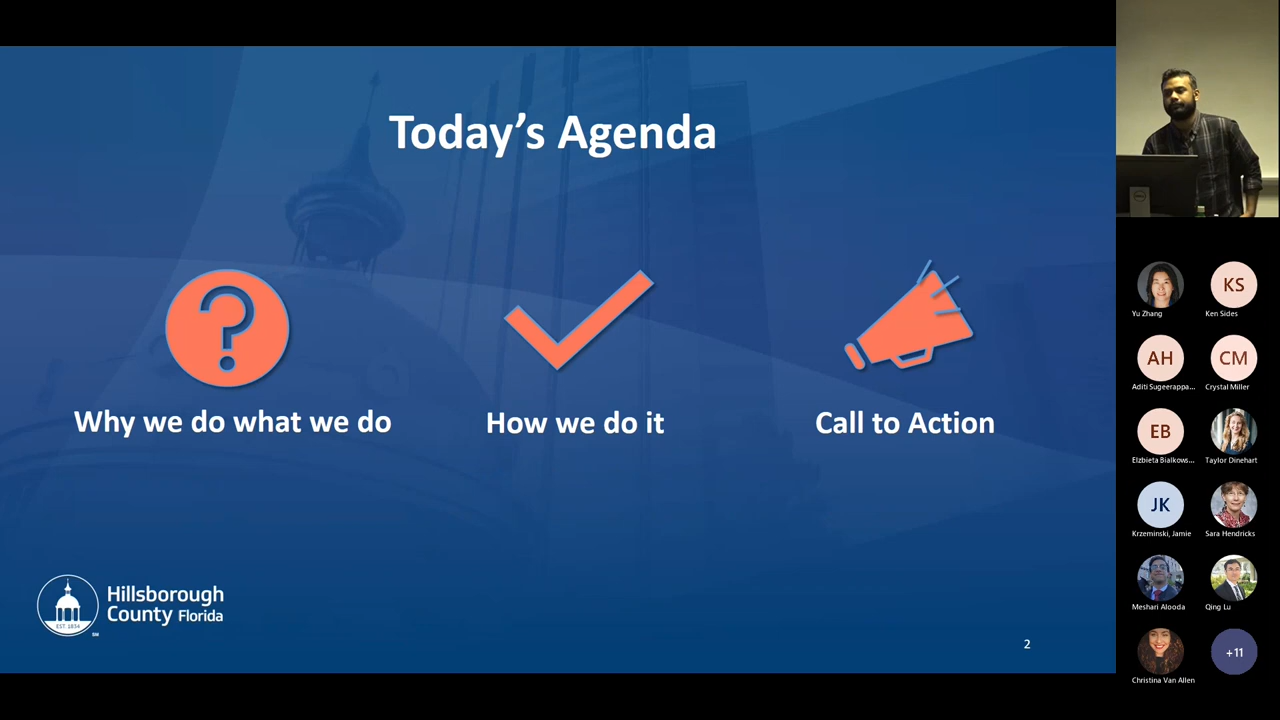 Today's Agenda
Why we do what we do
How we do it
Call to Action
Hillsborough
County Florida
EST 1834
SM
2
DELL
Yu Zhang
KS
Ken Sides
AH
Aditi Sugeerappa...
CM
Crystal Miller
EB
Elzbieta Bialkows...
Taylor Dinehart
JK
Krzeminski, Jamie
Sara Hendricks
Meshari Alooda
Qing Lu
Christina Van Allen
+11